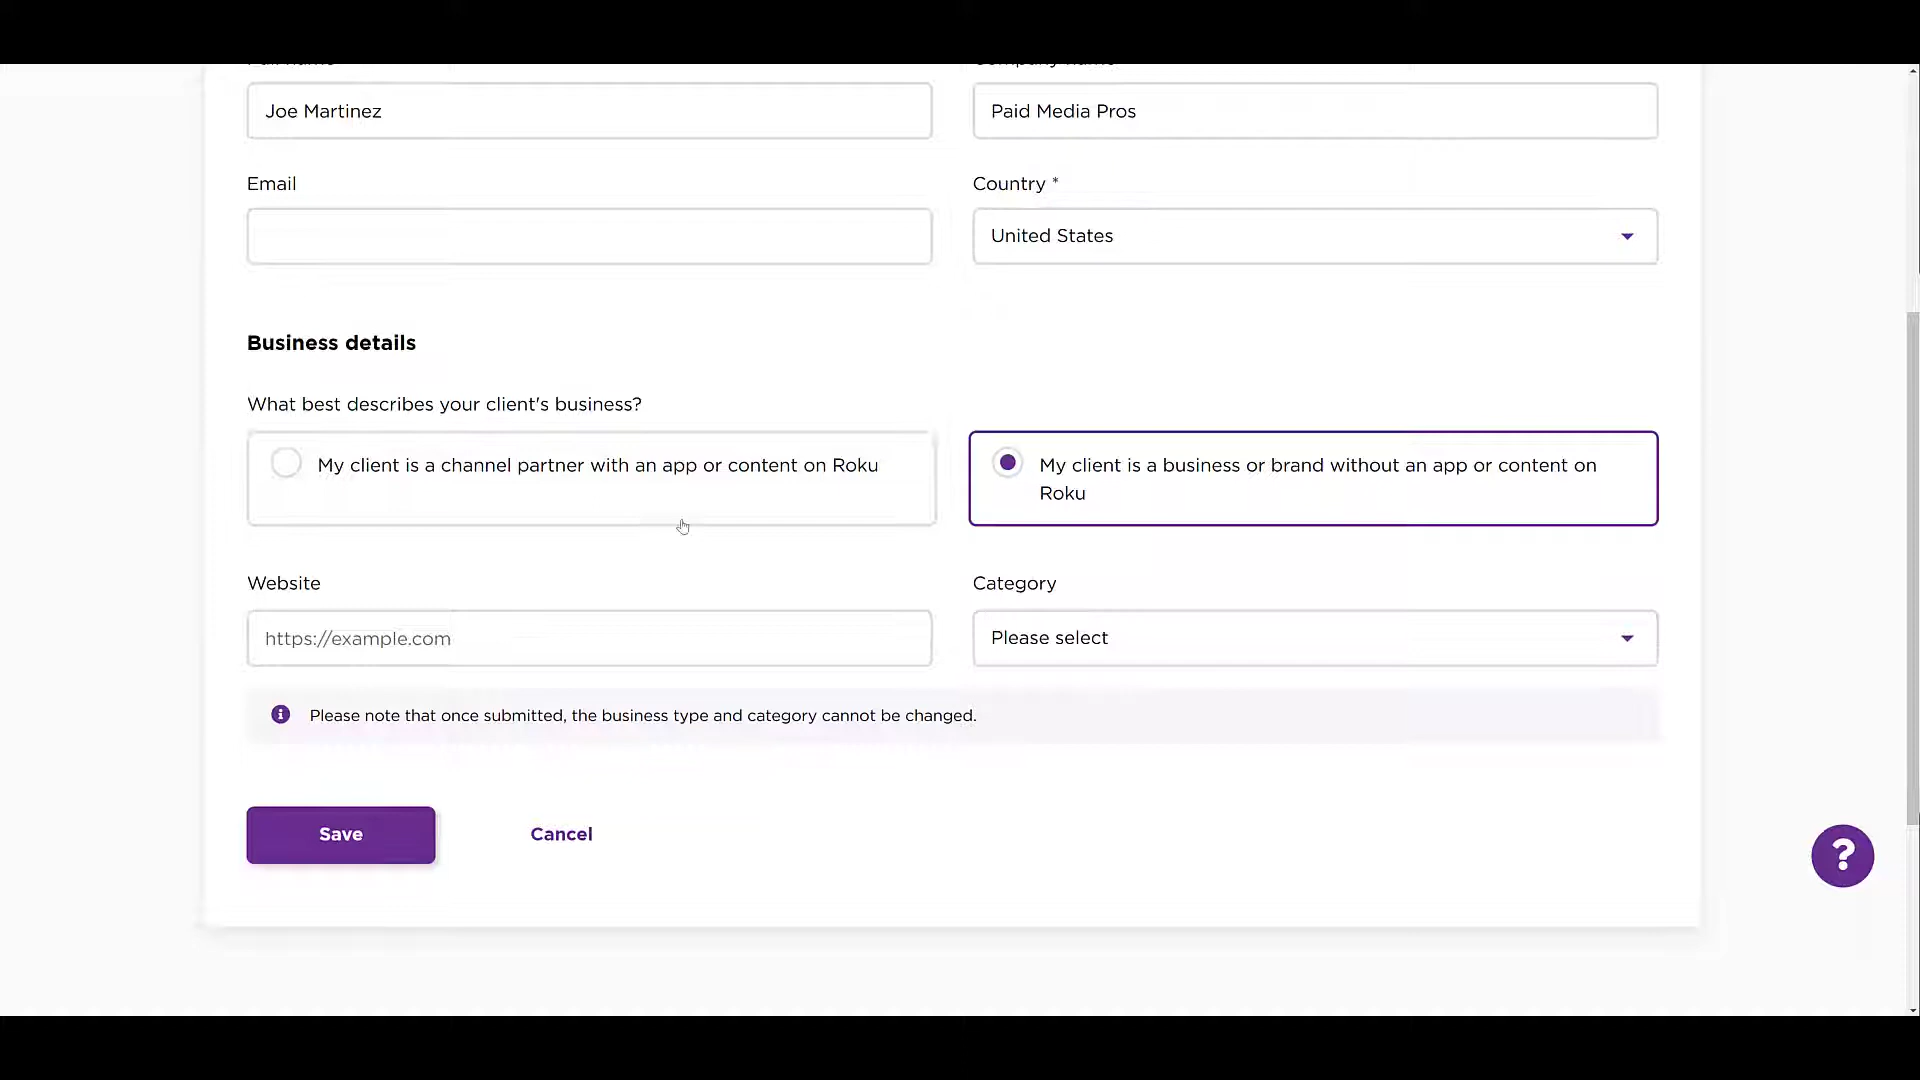 Joe Martinez
Paid Media Pros
Email
Country *
United States
Business details
What best describes your client's business?
My client is a channel partner with an app or content on Roku
My client is a business or brand without an app or content on
Roku
Website
Category
https://example.com
Please select
Please note that once submitted, the business type and category cannot be changed.
Save
Cancel
?